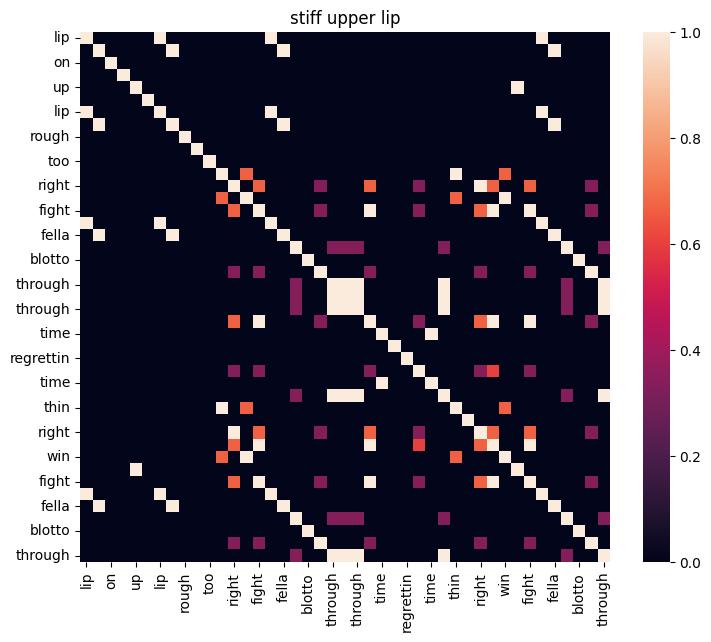 stiff upper lip
lip
on
up
lip
rough
too
right
fight
fella
blotto
through
through
time
regrettin
time
thin
right
win
fight
fella
blotto
through
lip
on
up
lip
rough
too
right
fight
fella
blotto
through
through
time
regrettin
time
thin
right
win
fight
fella
blotto
through
1.0
0.8
0.6
0.4
0.2
0.0